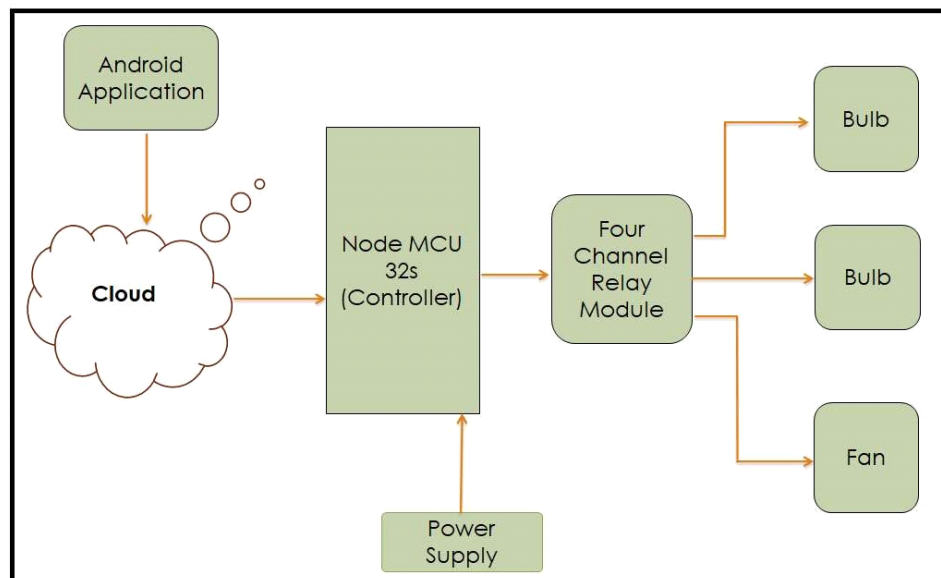 Android
Application
Cloud
Node MCU
32s
(Controller)
Four
Channel
Relay
Module
Bulb
Bulb
Fan
Power
Supply